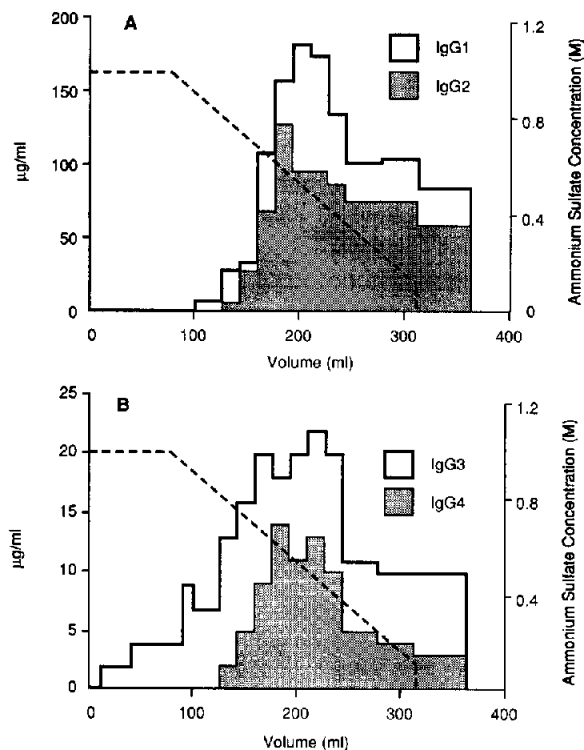 A
IgG1
IgG2
200
150
100
50
0
µg/ml
1.2
0.8
0.4
0
Ammonium Sulfate Concentration (M)
0 100 200 300 400
Volume (ml)
B
IgG3
IgG4
25
20
15
10
5
0
µg/ml
1.2
0.8
0.4
Ammonium Sulfate Concentration (M)
0 100 200 300 400
Volume (ml)